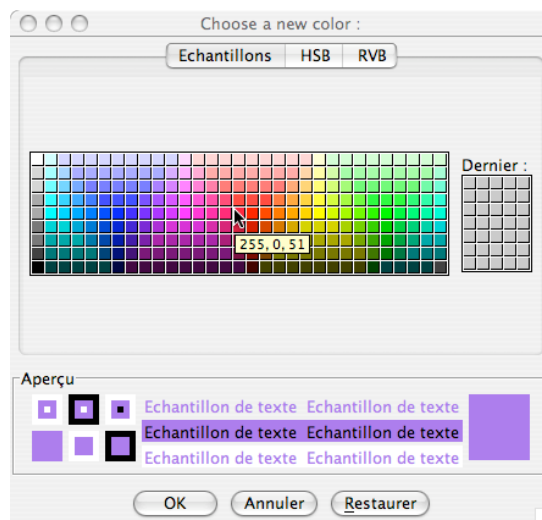 Choose a new color :
Echantillons HSB RVB
Dernier :
255, 0, 51
Aperçu
Echantillon de texte Echantillon de texte
Echantillon de texte Echantillon de texte
Echantillon de texte Echantillon de texte
OK Annuler Restaurer